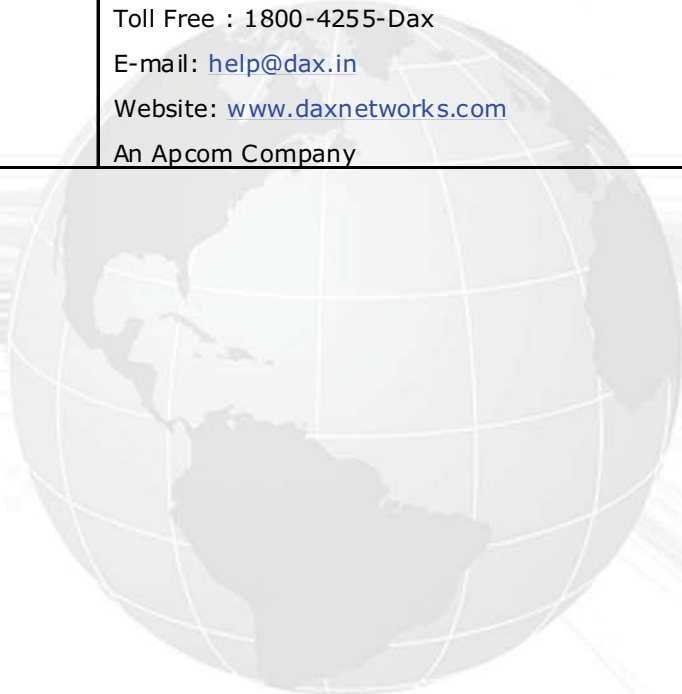 Toll Free : 1800-4255-Dax
E-mail: help@dax.in
Website: www.daxnetworks.com
An Apcom Company